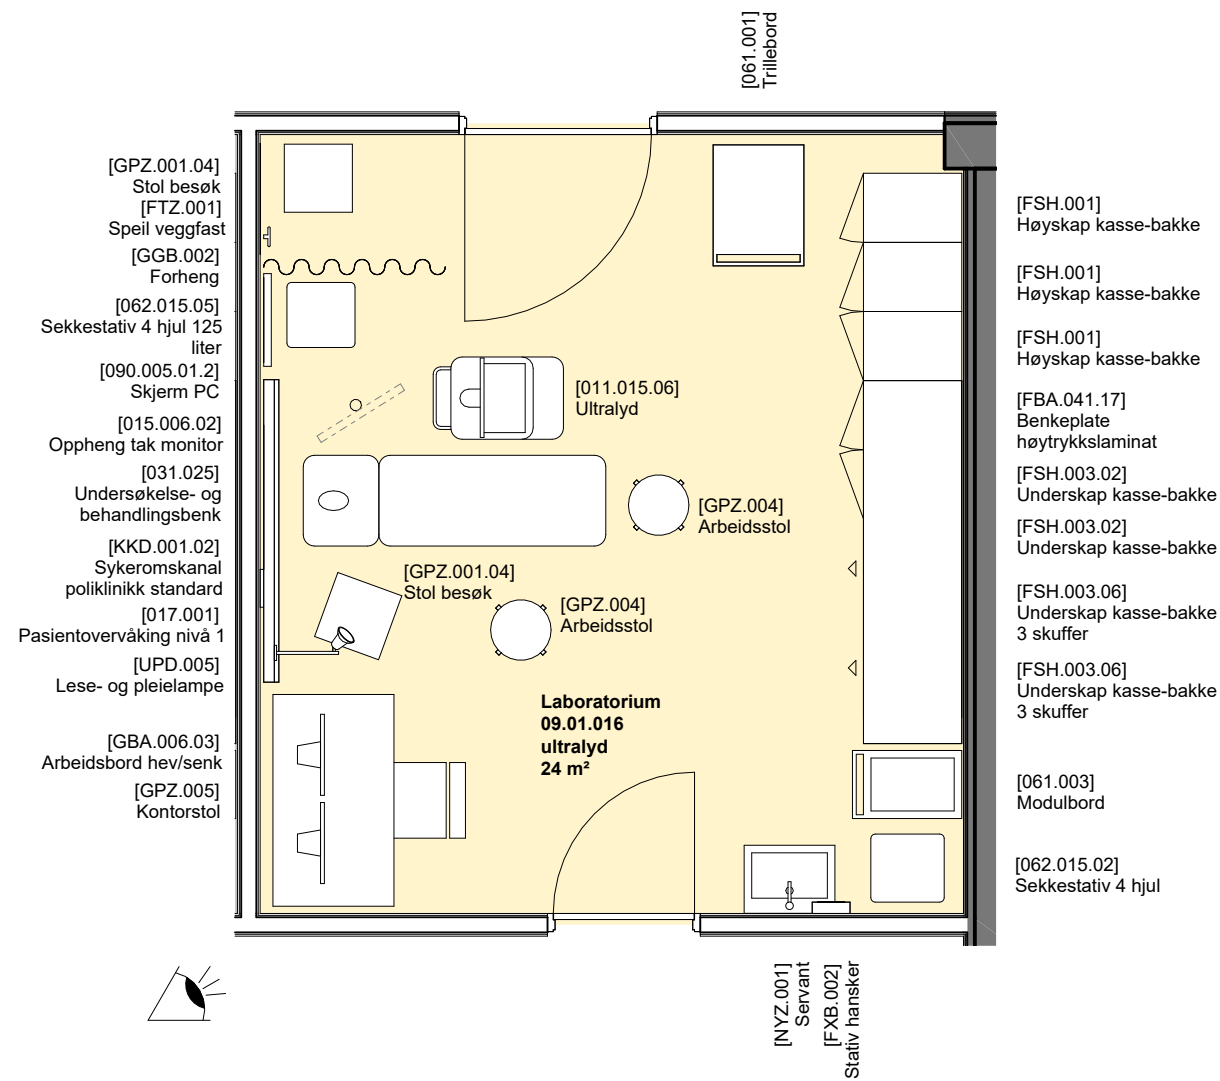 [061.001]
Trillebord
[GPZ.001.04]
Stol besøk
[FTZ.001]
Speil veggfast
[GGB.002]
Forheng
[062.015.05]
Sekkestativ 4 hjul 125
liter
[090.005.01.2]
Skjerm PC
[015.006.02]
Oppheng tak monitor
[031.025]
Undersøkelse- og
behandlingsbenk
[KKD.001.02]
Sykeromskanal
poliklinikk standard
[017.001]
Pasientovervåking nivå 1
[UPD.005]
Lese- og pleielampe
[GBA.006.03]
Arbeidsbord hev/senk
[GPZ.005]
Kontorstol
[011.015.06]
Ultralyd
[GPZ.004]
Arbeidsstol
[GPZ.001.04]
Stol besøk
[GPZ.004]
Arbeidsstol
Laboratorium
09.01.016
ultralyd
24 m²
[FSH.001]
Høyskap kasse-bakke
[FSH.001]
Høyskap kasse-bakke
[FSH.001]
Høyskap kasse-bakke
[FBA.041.17]
Benkeplate
høytrykkslaminat
[FSH.003.02]
Underskap kasse-bakke
[FSH.003.02]
Underskap kasse-bakke
[FSH.003.06]
Underskap kasse-bakke
3 skuffer
[FSH.003.06]
Underskap kasse-bakke
3 skuffer
[061.003]
Modulbord
[062.015.02]
Sekkestativ 4 hjul
[NYZ.001]
Servant
[FXB.002]
Stativ hansker